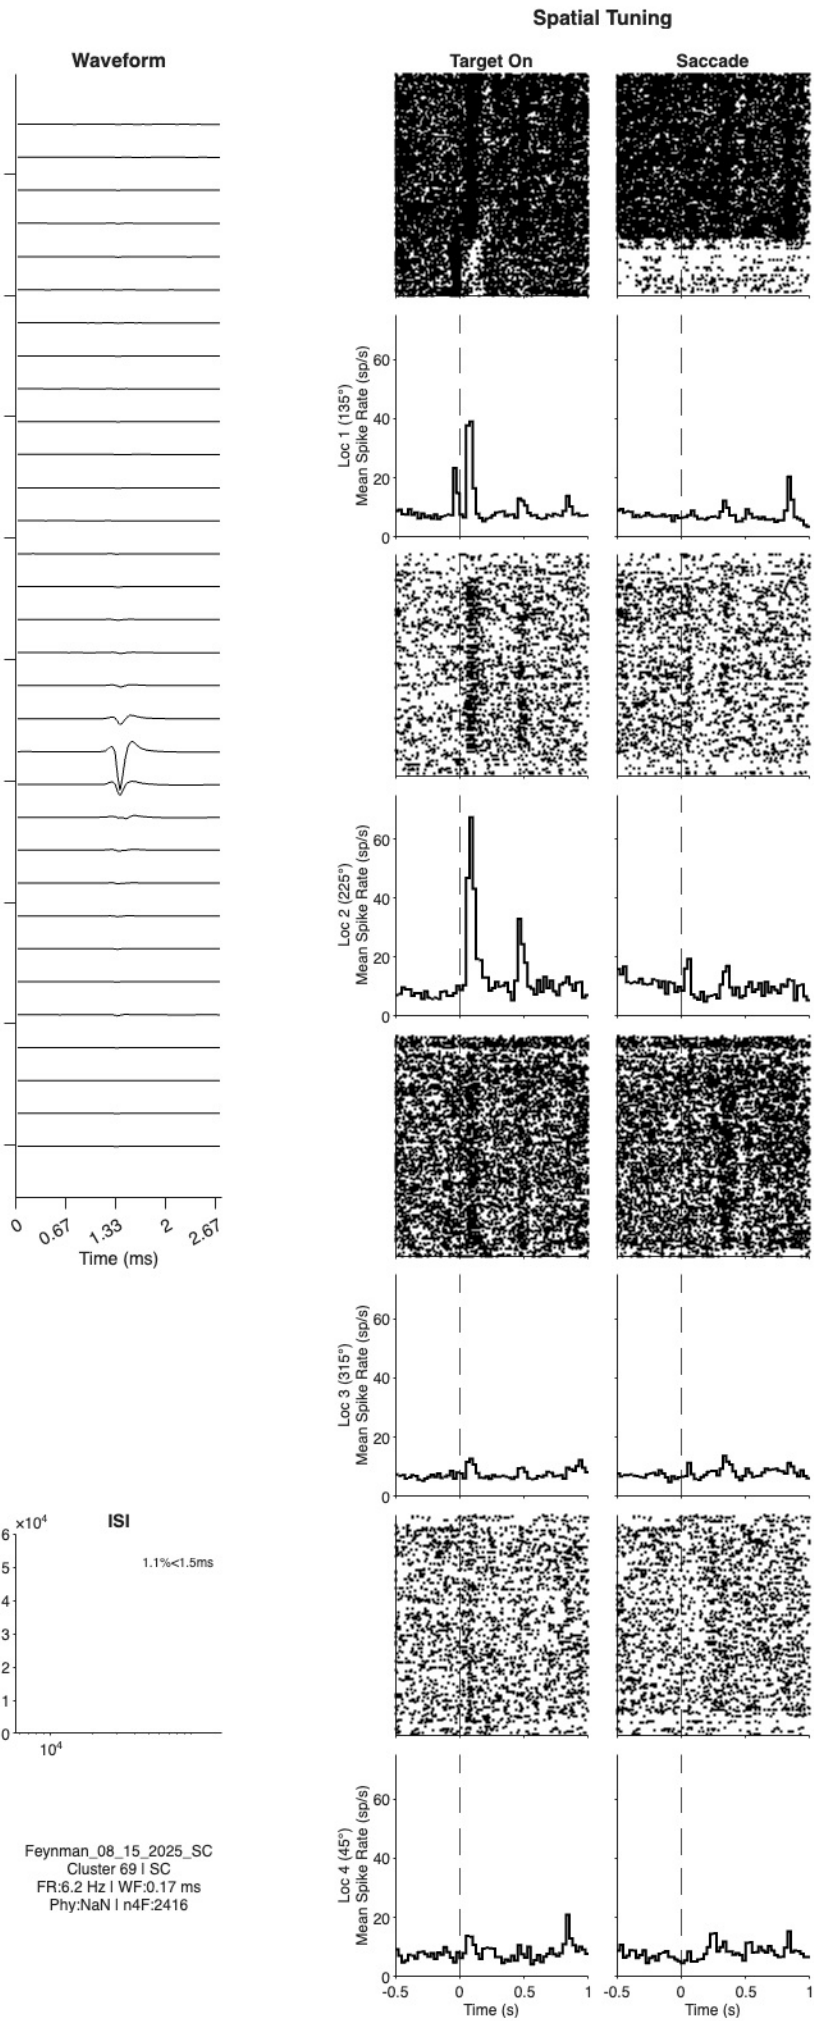 Spatial Tuning
Waveform
Target On
Saccade
Loc 1 (135°)
Mean Spike Rate (sp/s)
60
40
20
0
Loc 2 (225°)
Mean Spike Rate (sp/s)
60
40
20
0
0
0.67
1.33
2
2.67
Time (ms)
Loc 3 (315°)
Mean Spike Rate (sp/s)
60
40
20
0
×10⁴
ISI
1.1%<1.5ms
6
5
4
3
2
1
0
10⁴
Feynman_08_15_2025_SC
Cluster 69 | SC
FR:6.2 Hz | WF:0.17 ms
Phy:NaN | n4F:2416
Loc 4 (45°)
Mean Spike Rate (sp/s)
60
40
20
0
-0.5 0 0.5 1
Time (s)
-0.5 0 0.5 1
Time (s)